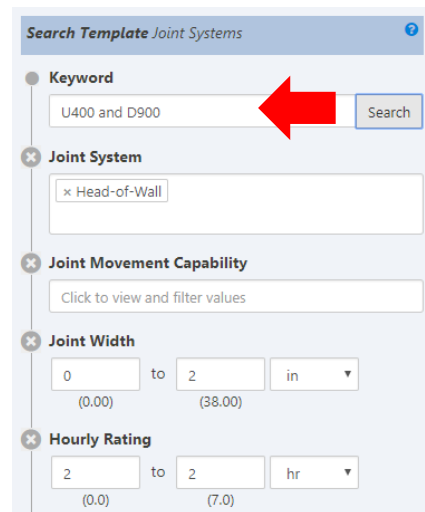 Search Template Joint Systems ?
Keyword
U400 and D900 Search
Joint System
× Head-of-Wall
Joint Movement Capability
Click to view and filter values
Joint Width
0 to 2 in
(0.00) (38.00)
Hourly Rating
2 to 2 hr
(0.0) (7.0)